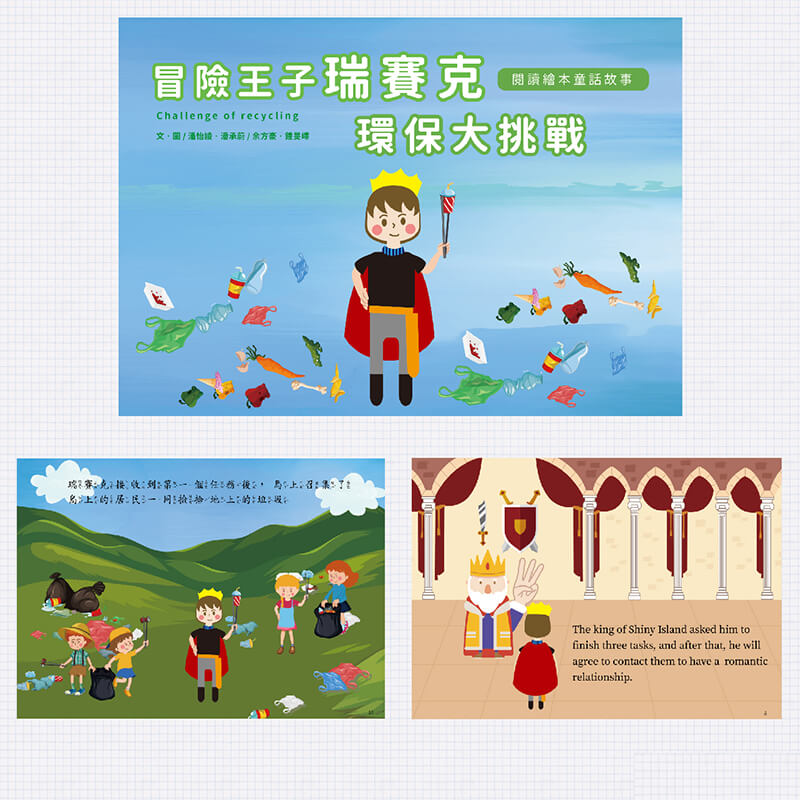 冒險王子瑞賽克
閱讀繪本童話故事
Challenge of recycling
環保大挑戰
文‧圖/潘怡綾‧潘承蔚/余方豪‧鍾旻嶧
瑞賽克接收到第一個任務後，馬上召集了
島上的居民一同撿拾地上的垃圾。
The king of Shiny Island asked him to
finish three tasks, and after that, he will
agree to contact them to have a romantic
relationship.